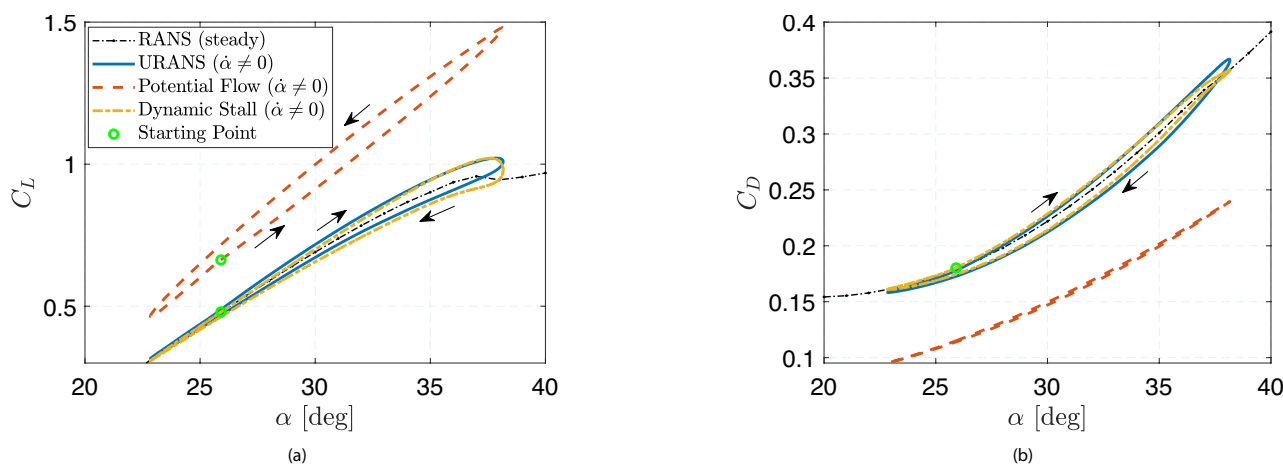 1.5
1
0.5
20
25
30
35
40
C_L
α [deg]
RANS (steady)
URANS (α̇ ≠ 0)
Potential Flow (α̇ ≠ 0)
Dynamic Stall (α̇ ≠ 0)
Starting Point
(a)
0.4
0.35
0.3
0.25
0.2
0.15
0.1
20
25
30
35
40
C_D
α [deg]
(b)